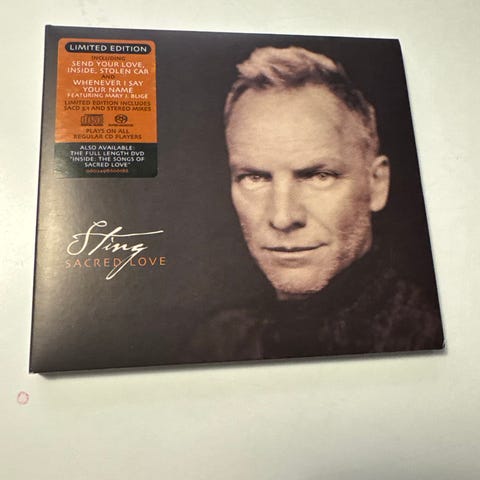 LIMITED EDITION
INCLUDING
SEND YOUR LOVE,
INSIDE, STOLEN CAR
AND
WHENEVER I SAY
YOUR NAME
FEATURING MARY J. BLIGE
LIMITED EDITION INCLUDES
SACD 5.1 AND STEREO MIXES
PLAYS ON ALL
REGULAR CD PLAYERS
ALSO AVAILABLE:
THE FULL LENGTH DVD
"INSIDE: THE SONGS OF
SACRED LOVE"
Sting
SACRED LOVE